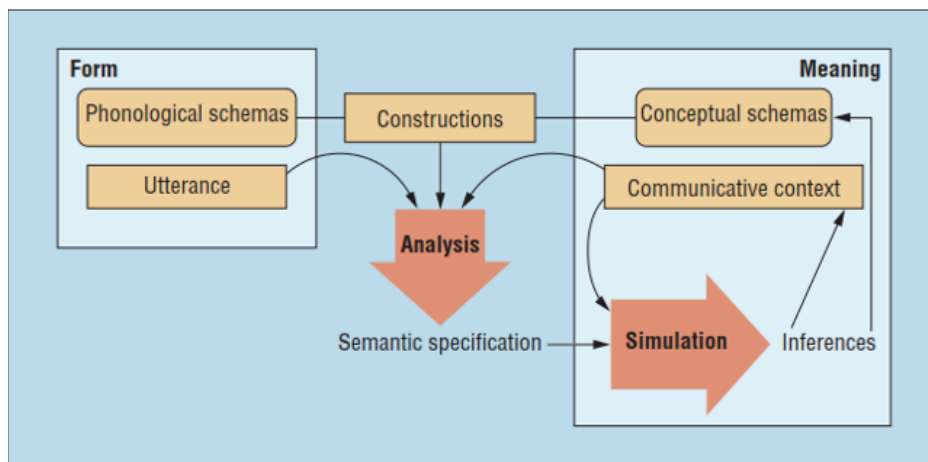 Form
Meaning
Phonological schemas
Constructions
Conceptual schemas
Utterance
Communicative context
Analysis
Semantic specification
Simulation
Inferences